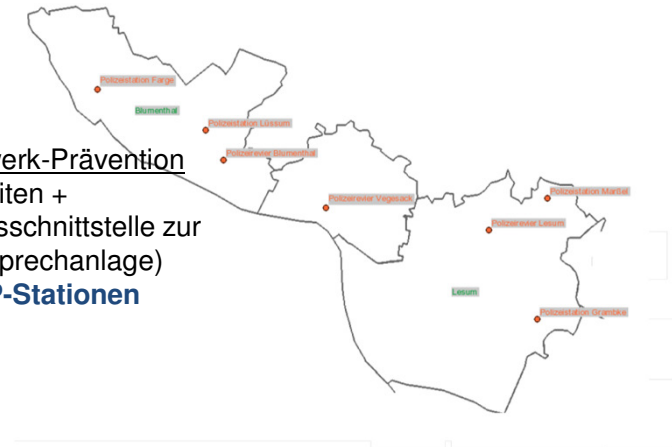 Polizeistation Farge
Blumenthal
Polizeistation Lüssum
Polizeirevier Blumenthal
werk-Prävention
iten +
sschnittstelle zur
prechanlage)
P-Stationen
Polizeirevier Vegesack
Polizeistation Marßel
Polizeirevier Lesum
Lesum
Polizeistation Grambke